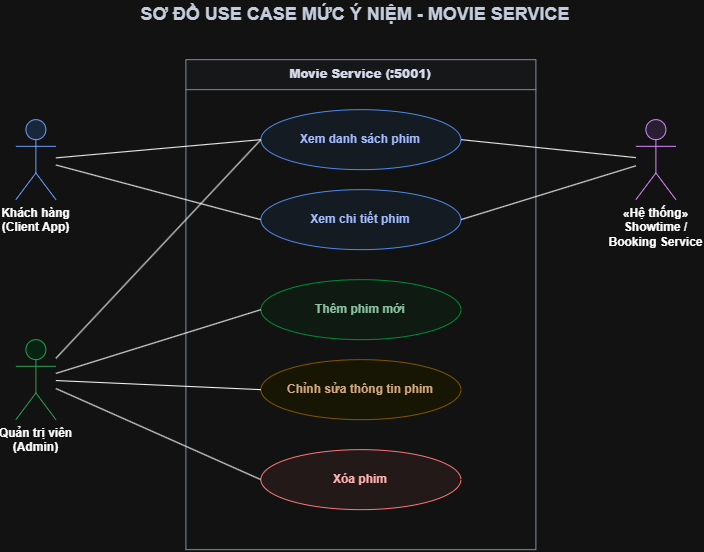 SƠ ĐỒ USE CASE MỨC Ý NIỆM - MOVIE SERVICE
Movie Service (:5001)
Xem danh sách phim
Xem chi tiết phim
Khách hàng
(Client App)
«Hệ thống»
Showtime /
Booking Service
Thêm phim mới
Chỉnh sửa thông tin phim
Quản trị viên
(Admin)
Xóa phim